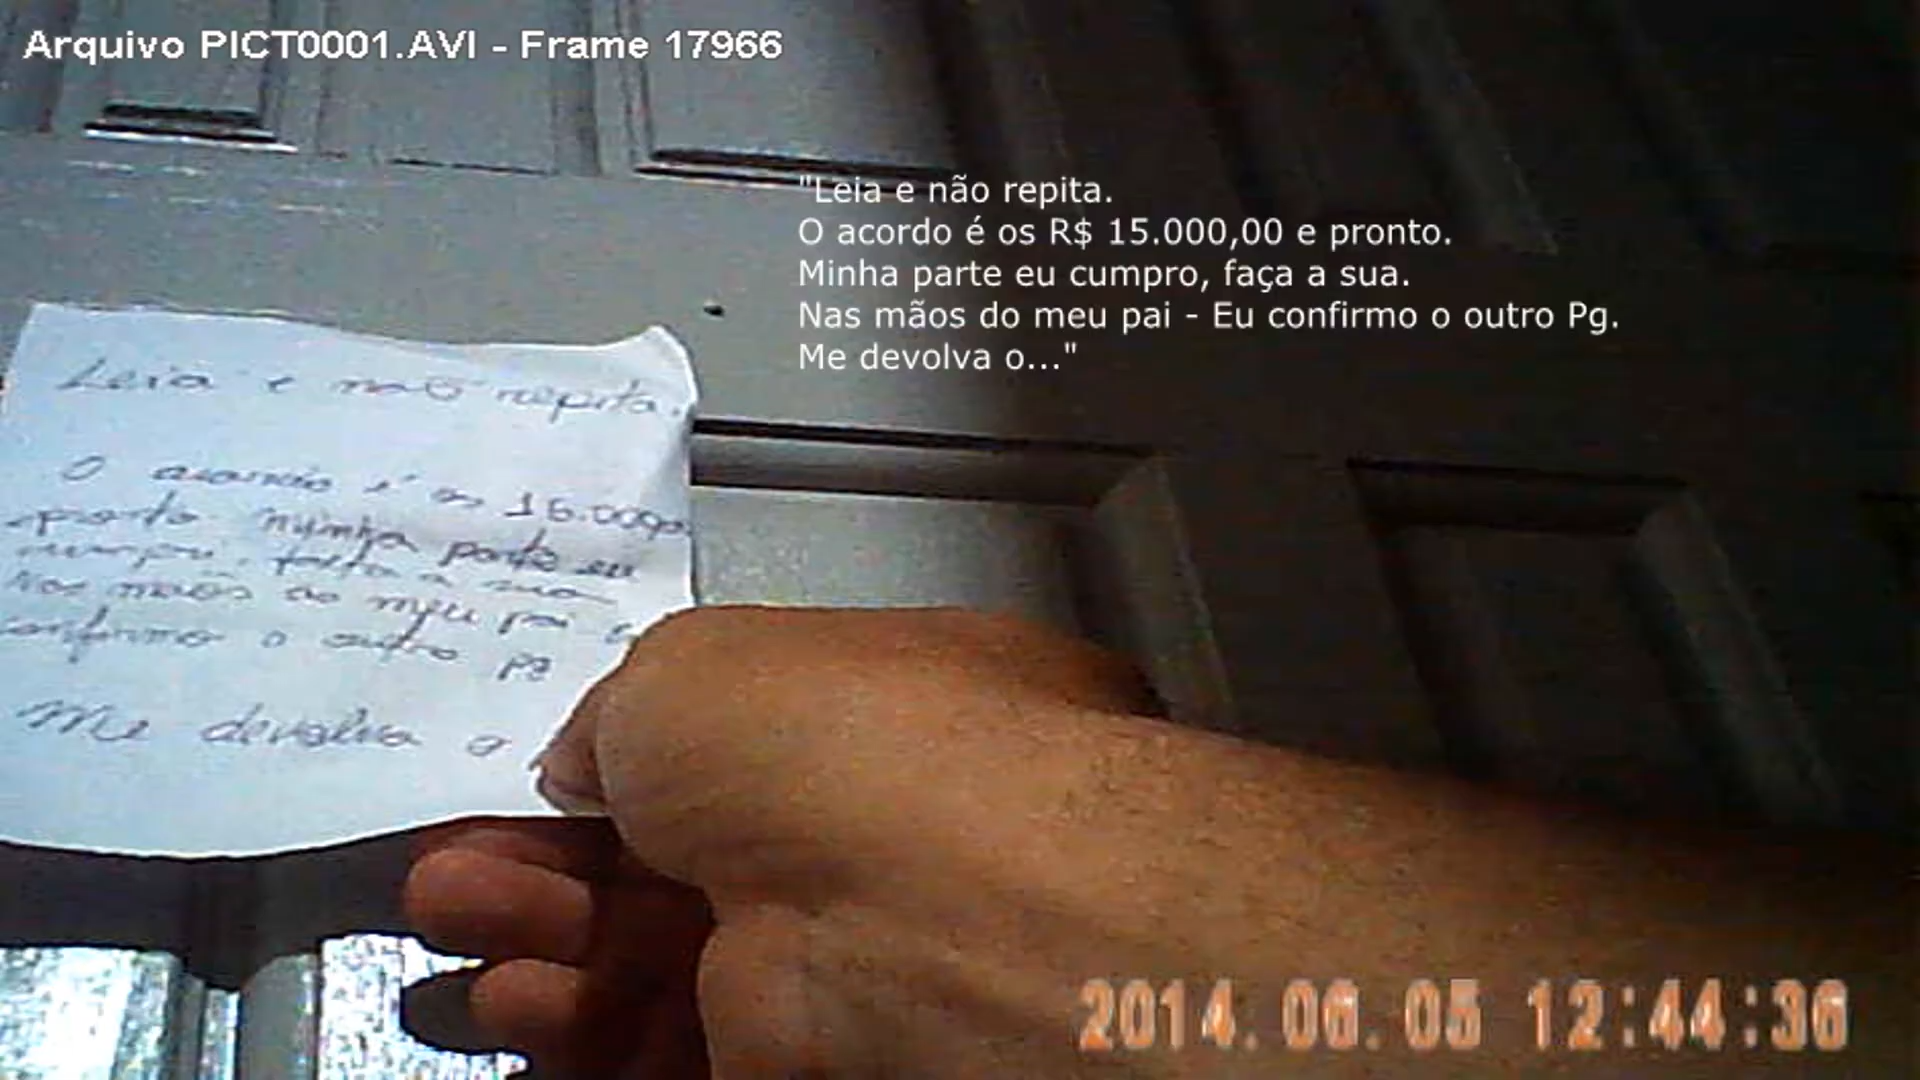 Arquivo PICT0001.AVI - Frame 17966
"Leia e não repita.
O acordo é os R$ 15.000,00 e pronto.
Minha parte eu cumpro, faça a sua.
Nas mãos do meu pai - Eu confirmo o outro Pg.
Me devolva o..."
Leia e não repita.
O acordo é os 15.000,00
pronto minha parte eu
a sua
Nas mãos do meu pai
confirmo o outro Pg
Me devolva o
2014.06.05 12:44:36